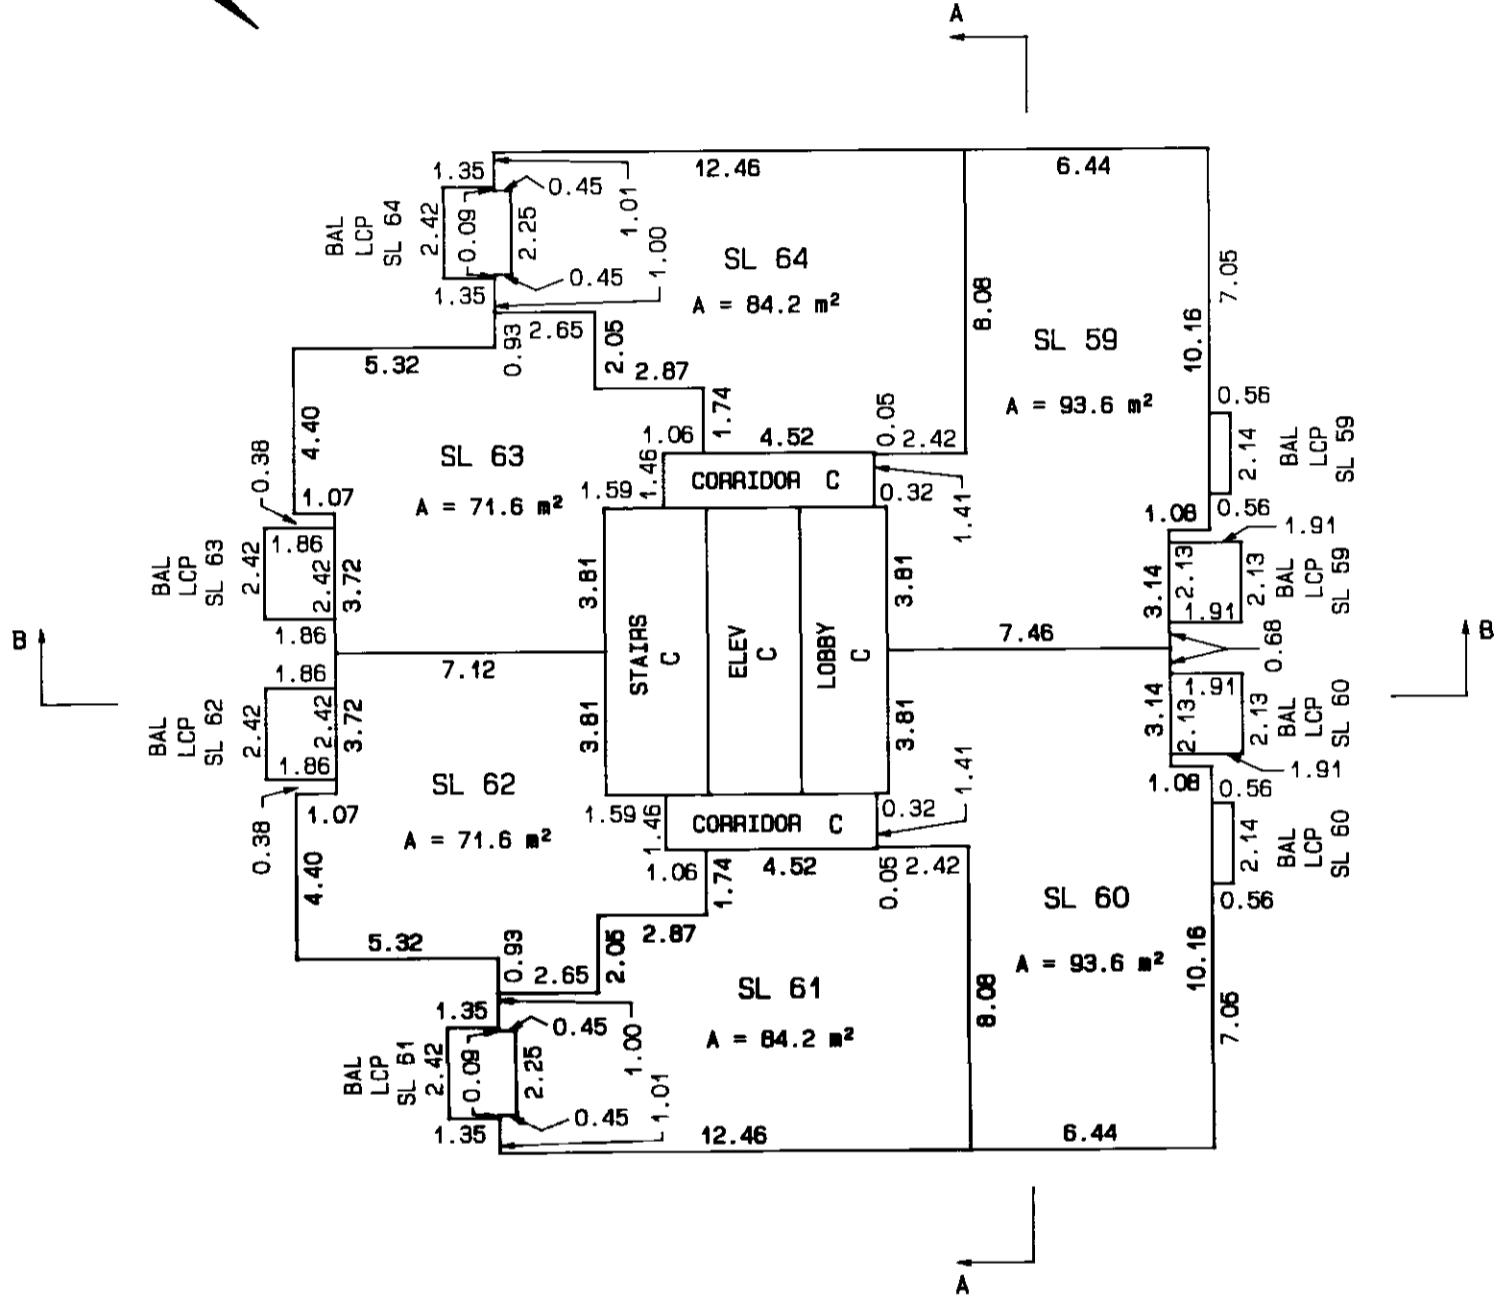 A
12.46
6.44
1.35
0.45
1.01
BAL
LCP
SL 64
2.42
0.09
2.25
1.00
0.45
1.35
SL 64
A = 84.2 m²
8.08
7.05
10.16
SL 59
A = 93.6 m²
5.32
0.93
2.65
2.05
2.87
1.74
4.40
0.38
1.07
SL 63
A = 71.6 m²
1.06
4.52
0.05
2.42
1.46
1.59
CORRIDOR C
0.32
1.41
0.56
2.14
BAL
LCP
SL 59
0.56
1.08
1.91
BAL
LCP
SL 63
2.42
1.86
2.42
3.72
1.86
3.81
3.81
3.14
2.13
1.91
2.13
BAL
LCP
SL 59
B
7.12
STAIRS
C
ELEV
C
LOBBY
C
7.46
0.68
B
BAL
LCP
SL 62
2.42
1.86
2.42
3.72
1.86
3.81
3.81
3.14
2.13
1.91
2.13
BAL
LCP
SL 60
1.91
1.08
0.38
1.07
4.40
SL 62
A = 71.6 m²
1.59
1.46
CORRIDOR C
0.32
1.41
1.06
1.74
4.52
0.05
2.42
0.56
2.14
BAL
LCP
SL 60
0.56
SL 60
A = 93.6 m²
10.16
7.05
5.32
0.93
2.65
2.05
2.87
1.35
0.45
BAL
LCP
SL 61
2.42
0.09
2.25
1.00
1.01
0.45
1.35
SL 61
A = 84.2 m²
8.08
12.46
6.44
A